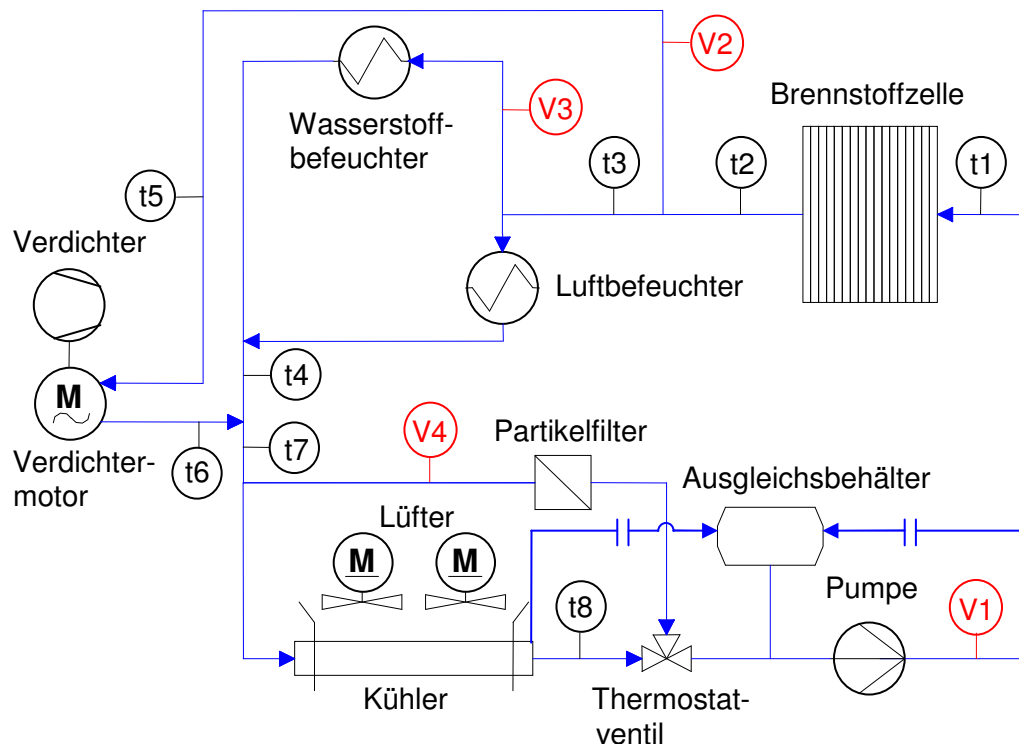 V2
Brennstoffzelle
V3
Wasserstoff-
befeuchter
t3
t2
t1
t5
Verdichter
Luftbefeuchter
M
t4
V4
Partikelfilter
t7
t6
Verdichter-
motor
Ausgleichsbehälter
Lüfter
M
M
Pumpe
t8
V1
Kühler
Thermostat-
ventil